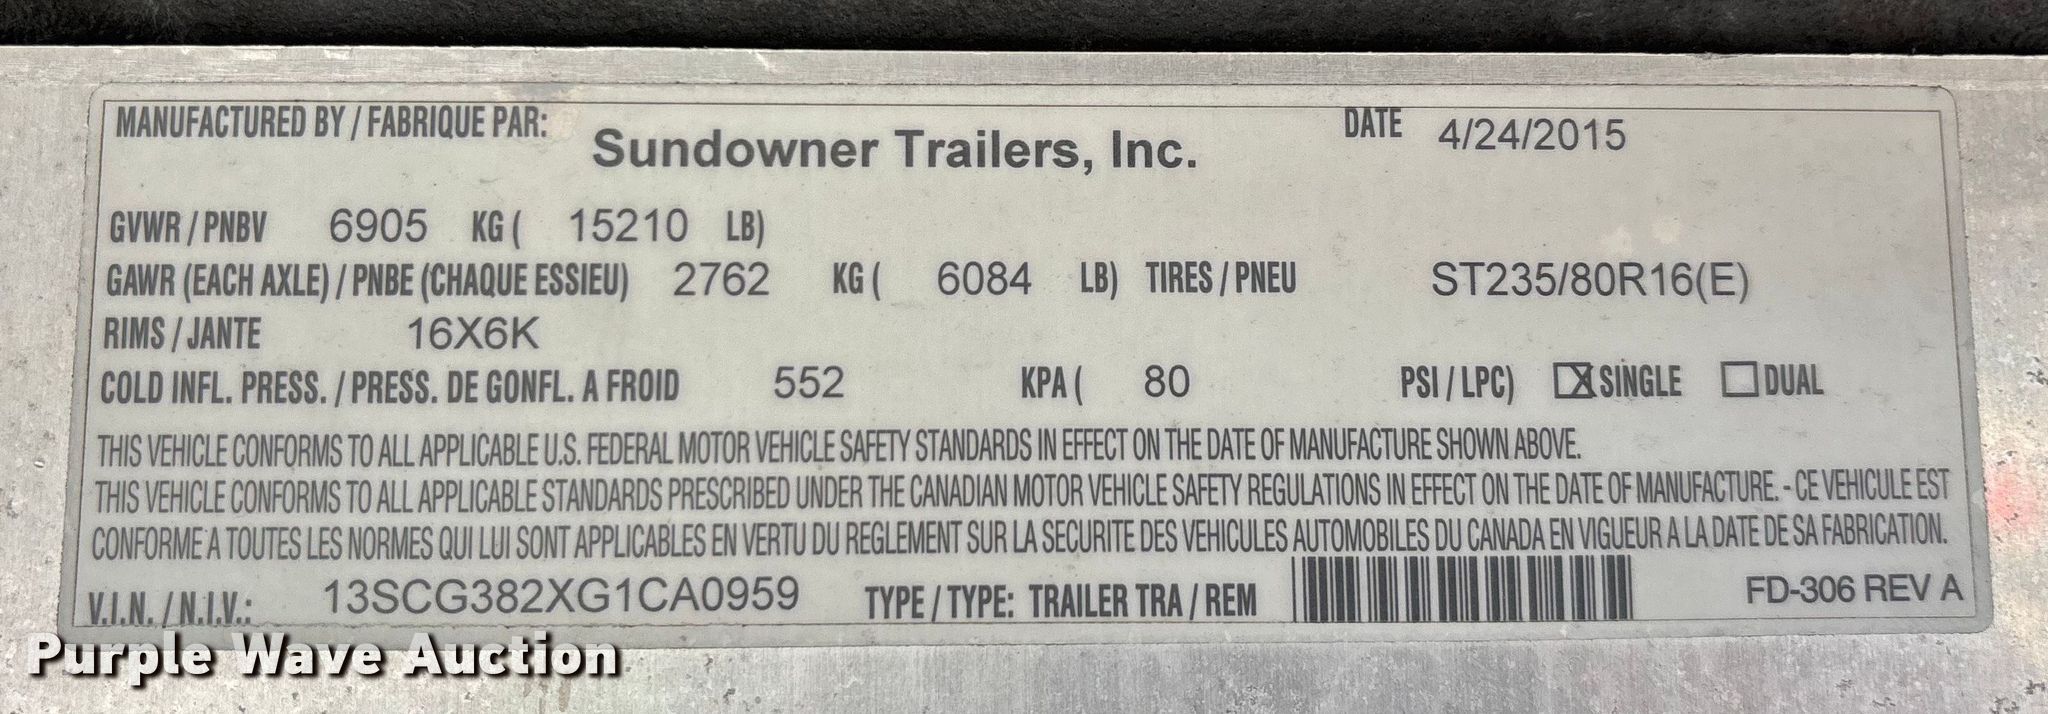 MANUFACTURED BY / FABRIQUE PAR: Sundowner Trailers, Inc. DATE 4/24/2015
GVWR / PNBV 6905 KG ( 15210 LB)
GAWR (EACH AXLE) / PNBE (CHAQUE ESSIEU) 2762 KG ( 6084 LB) TIRES / PNEU ST235/80R16(E)
RIMS / JANTE 16X6K
COLD INFL. PRESS. / PRESS. DE GONFL. A FROID 552 KPA ( 80 PSI / LPC) ☒ SINGLE ☐ DUAL
THIS VEHICLE CONFORMS TO ALL APPLICABLE U.S. FEDERAL MOTOR VEHICLE SAFETY STANDARDS IN EFFECT ON THE DATE OF MANUFACTURE SHOWN ABOVE.
THIS VEHICLE CONFORMS TO ALL APPLICABLE STANDARDS PRESCRIBED UNDER THE CANADIAN MOTOR VEHICLE SAFETY REGULATIONS IN EFFECT ON THE DATE OF MANUFACTURE. - CE VEHICULE EST
CONFORME A TOUTES LES NORMES QUI LUI SONT APPLICABLES EN VERTU DU REGLEMENT SUR LA SECURITE DES VEHICULES AUTOMOBILES DU CANADA EN VIGUEUR A LA DATE DE SA FABRICATION.
V.I.N. / N.I.V.: 13SCG382XG1CA0959 TYPE / TYPE: TRAILER TRA / REM FD-306 REV A
Purple Wave Auction